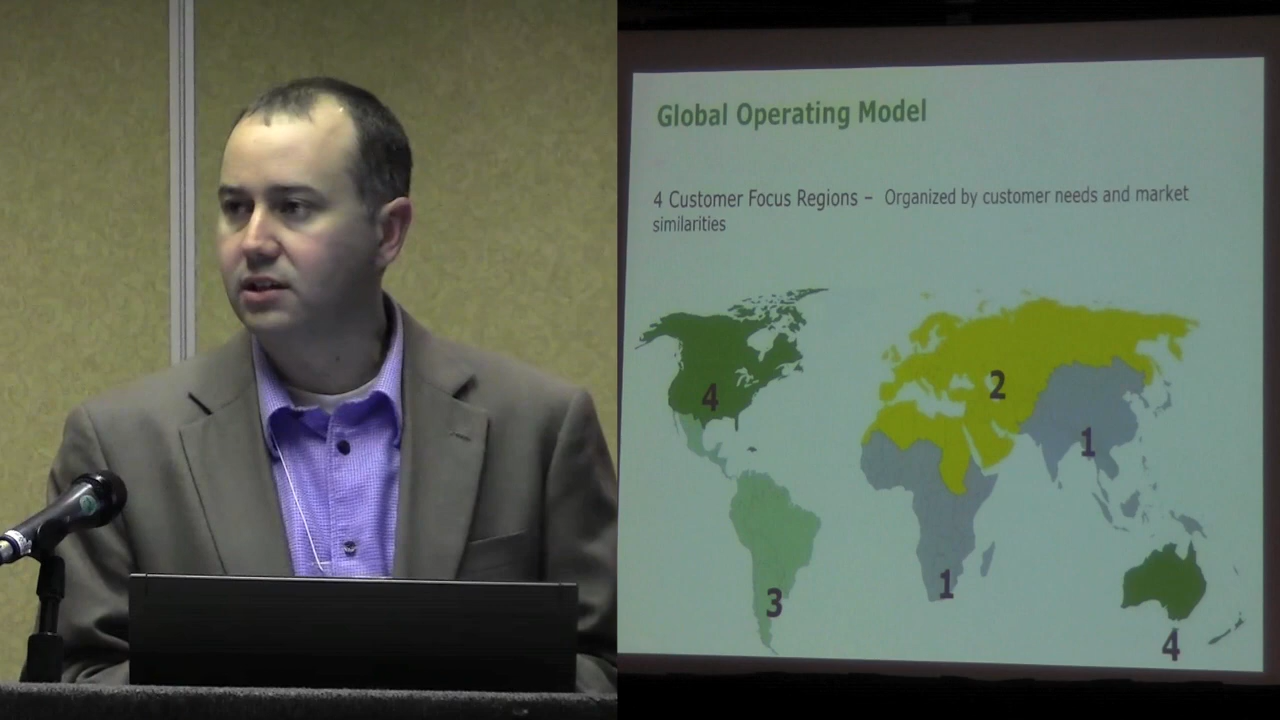 Global Operating Model
4 Customer Focus Regions – Organized by customer needs and market
similarities
4
2
1
3
1
4